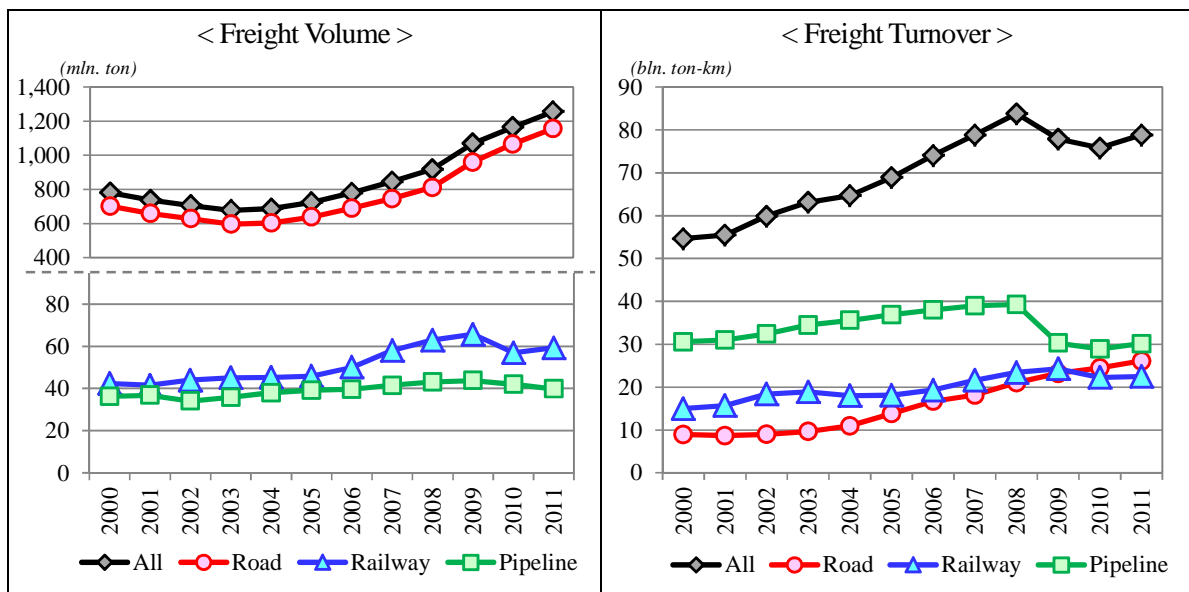 < Freight Volume >
(mln. ton)
1,400
1,200
1,000
800
600
400
80
60
40
20
0
2000 2001 2002 2003 2004 2005 2006 2007 2008 2009 2010 2011
All Road Railway Pipeline
< Freight Turnover >
(bln. ton-km)
90
80
70
60
50
40
30
20
10
0
2000 2001 2002 2003 2004 2005 2006 2007 2008 2009 2010 2011
All Road Railway Pipeline